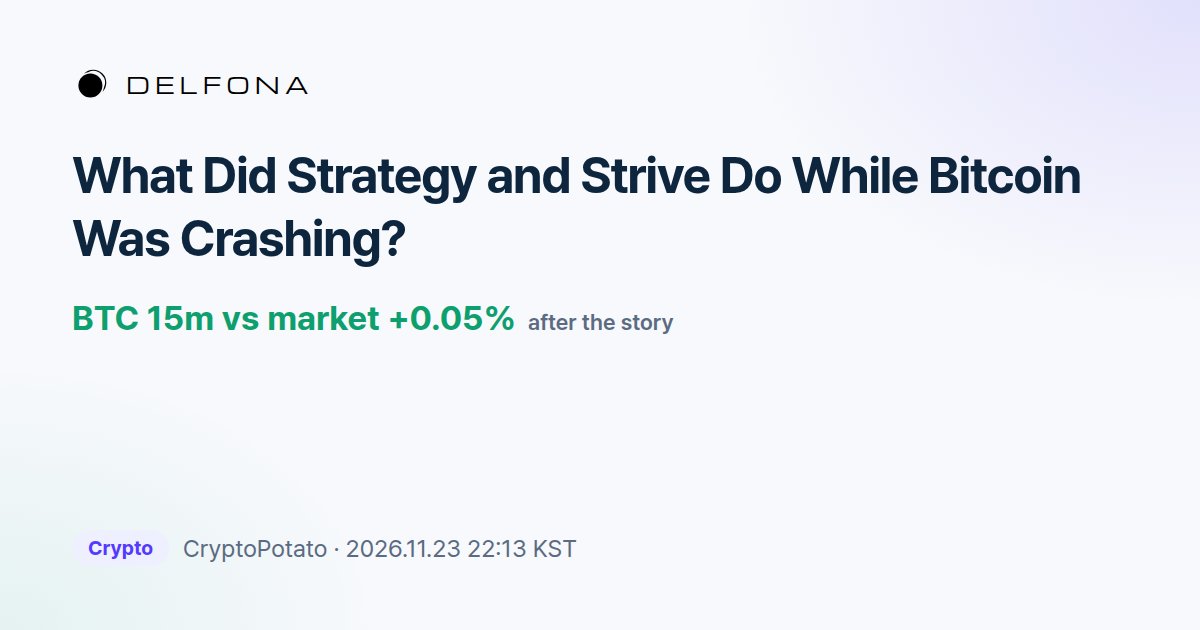 DELFONA
What Did Strategy and Strive Do While Bitcoin
Was Crashing?
BTC 15m vs market +0.05% after the story
Crypto CryptoPotato · 2026.11.23 22:13 KST